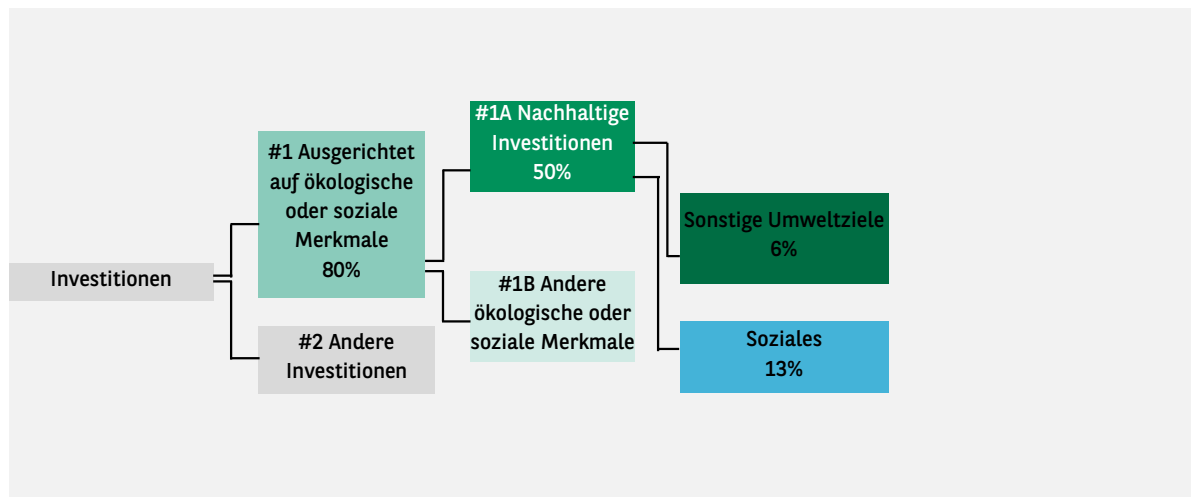 Investitionen
#1 Ausgerichtet
auf ökologische
oder soziale
Merkmale
80%
#2 Andere
Investitionen
#1A Nachhaltige
Investitionen
50%
#1B Andere
ökologische oder
soziale Merkmale
Sonstige Umweltziele
6%
Soziales
13%